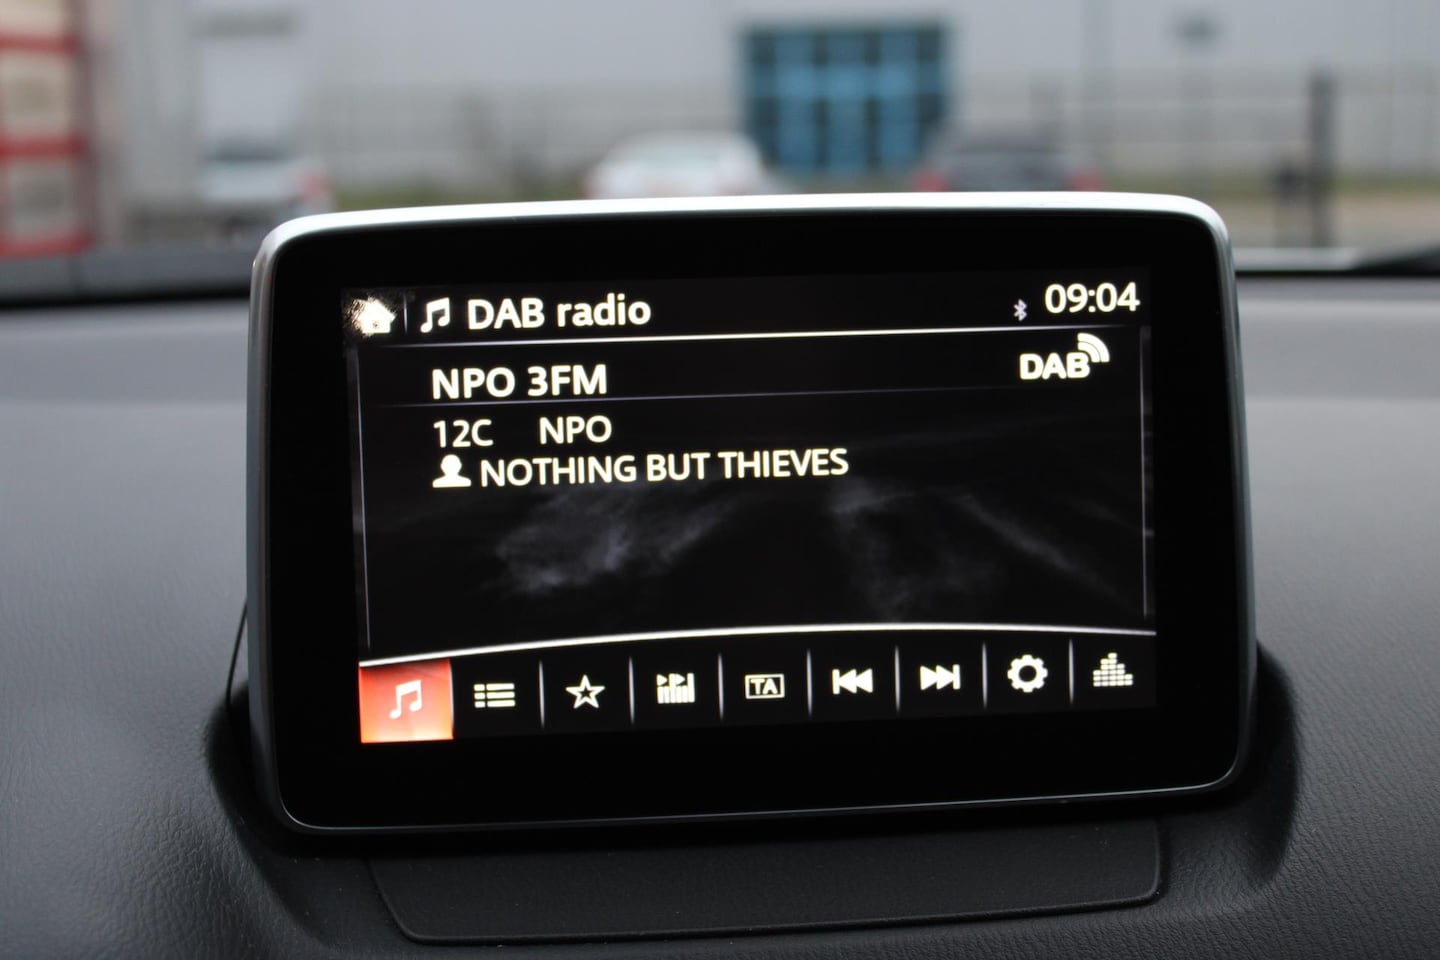 DAB radio 09:04
NPO 3FM DAB
12C NPO
NOTHING BUT THIEVES
TA